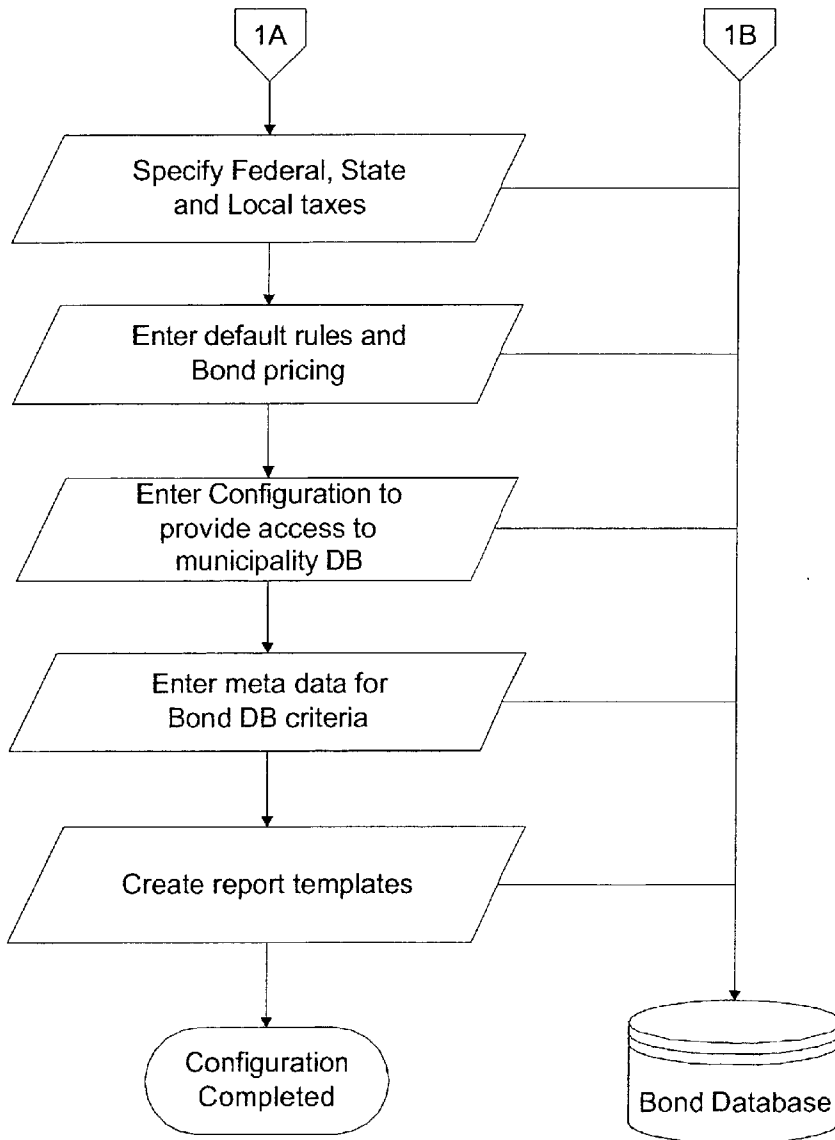 1A
1B
Specify Federal, State
and Local taxes
Enter default rules and
Bond pricing
Enter Configuration to
provide access to
municipality DB
Enter meta data for
Bond DB criteria
Create report templates
Configuration
Completed
Bond Database